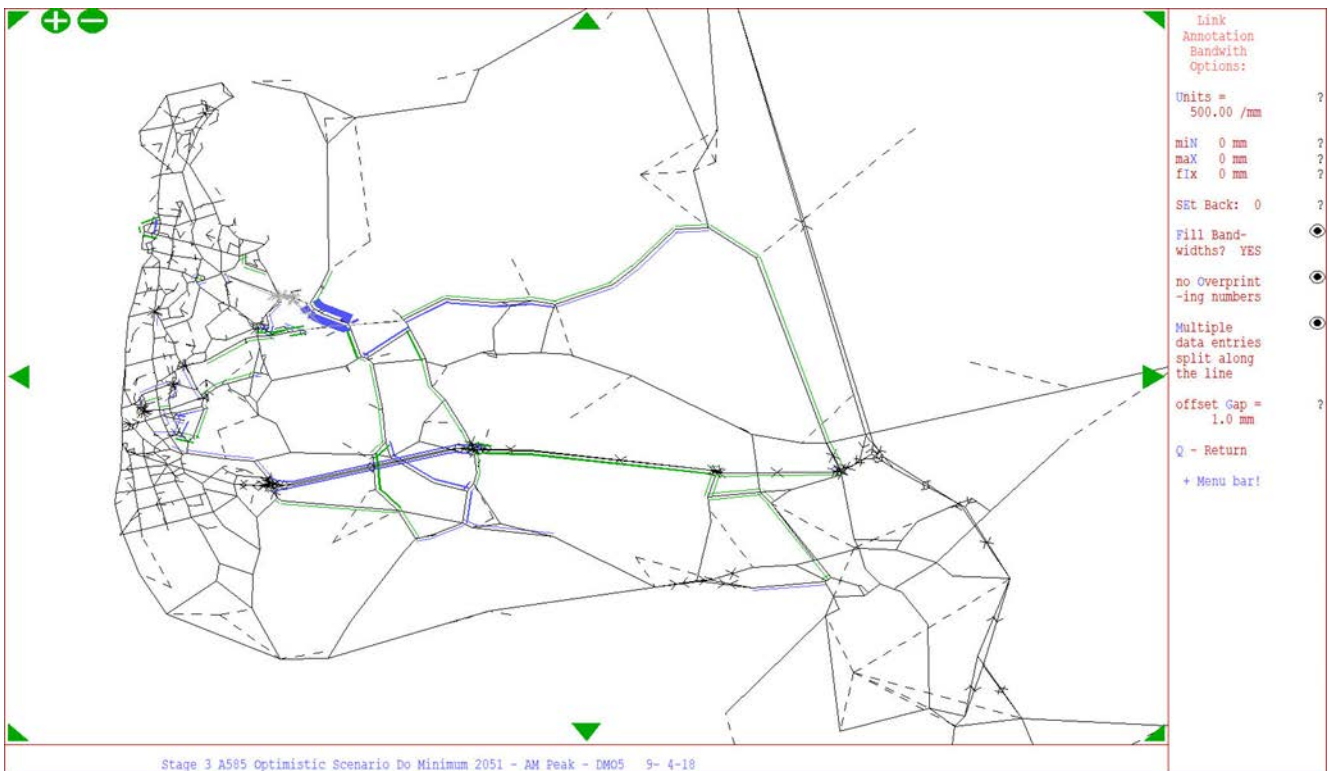 Link
Annotation
Bandwith
Options:
Units = ?
500.00 /mm
miN 0 mm ?
maX 0 mm ?
fIx 0 mm ?
SEt Back: 0 ?
Fill Band-
widths? YES
no Overprint
-ing numbers
Multiple
data entries
split along
the line
offset Gap = ?
1.0 mm
Q - Return
+ Menu bar!
Stage 3 A585 Optimistic Scenario Do Minimum 2051 - AM Peak - DMO5 9- 4-18